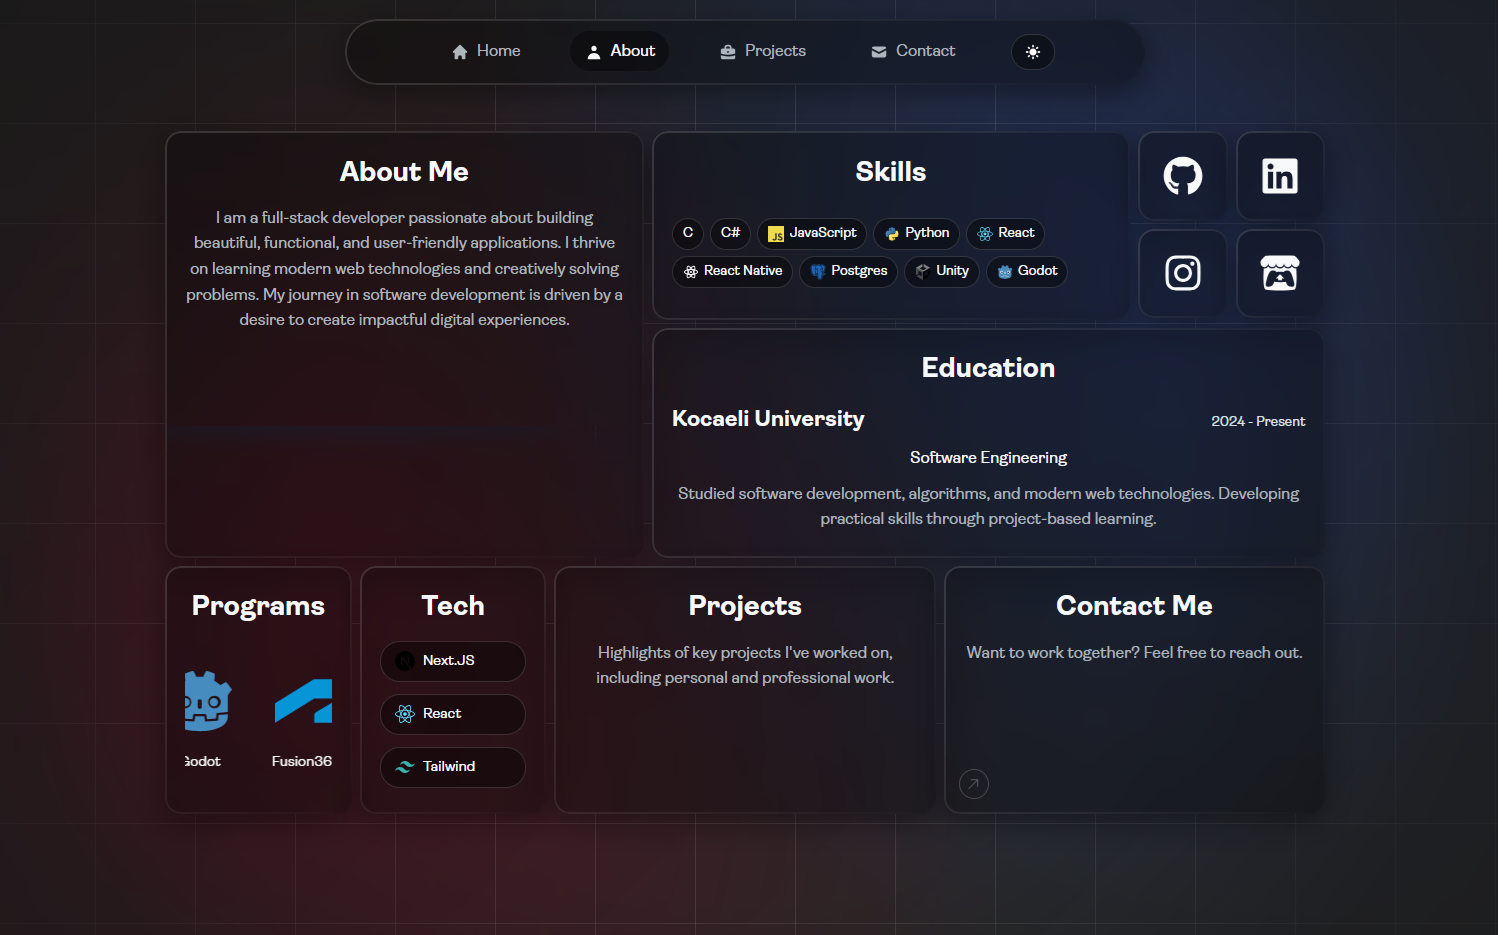 Home
About
Projects
Contact
About Me
I am a full-stack developer passionate about building
beautiful, functional, and user-friendly applications. I thrive
on learning modern web technologies and creatively solving
problems. My journey in software development is driven by a
desire to create impactful digital experiences.
Skills
C
C#
JS JavaScript
Python
React
React Native
Postgres
Unity
Godot
in
Education
Kocaeli University
2024 - Present
Software Engineering
Studied software development, algorithms, and modern web technologies. Developing
practical skills through project-based learning.
Programs
Godot
Fusion36
Tech
N Next.JS
React
Tailwind
Projects
Highlights of key projects I've worked on,
including personal and professional work.
Contact Me
Want to work together? Feel free to reach out.